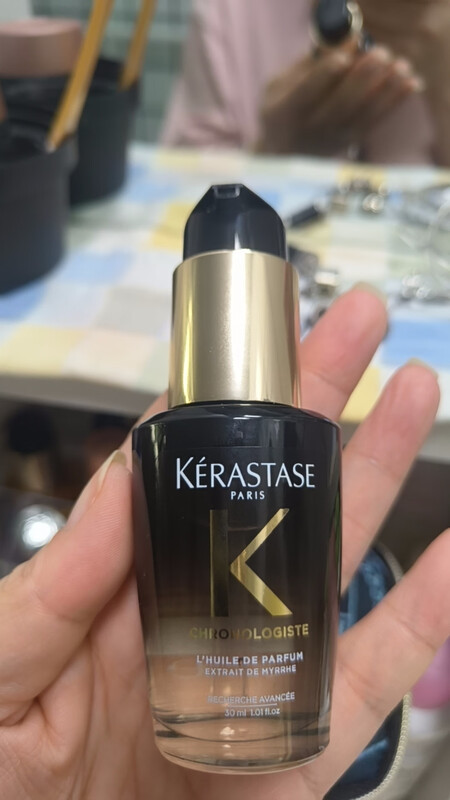 KÉRASTASE
PARIS
K
CHRONOLOGISTE
L'HUILE DE PARFUM
EXTRAIT DE MYRRHE
RECHERCHE AVANCÉE
30 ml 1.01 fl.oz